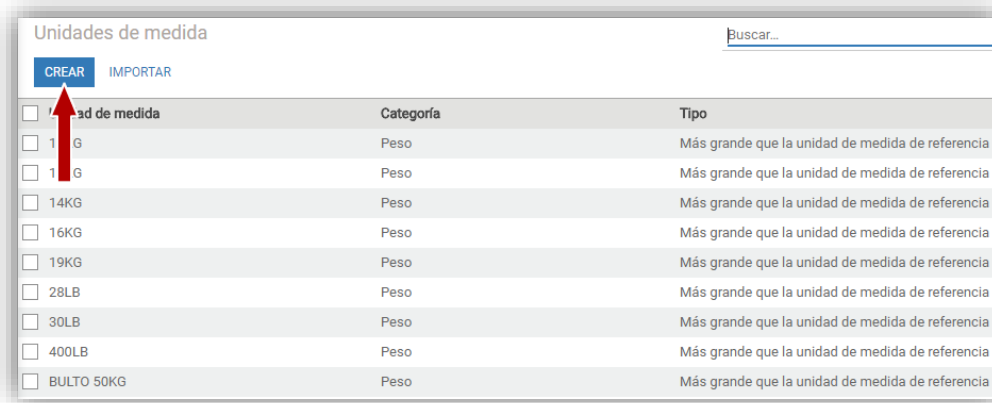 Unidades de medida
Buscar...
CREAR IMPORTAR
de medida Categoría Tipo
Peso Más grande que la unidad de medida de referencia
Peso Más grande que la unidad de medida de referencia
14KG Peso Más grande que la unidad de medida de referencia
16KG Peso Más grande que la unidad de medida de referencia
19KG Peso Más grande que la unidad de medida de referencia
28LB Peso Más grande que la unidad de medida de referencia
30LB Peso Más grande que la unidad de medida de referencia
400LB Peso Más grande que la unidad de medida de referencia
BULTO 50KG Peso Más grande que la unidad de medida de referencia